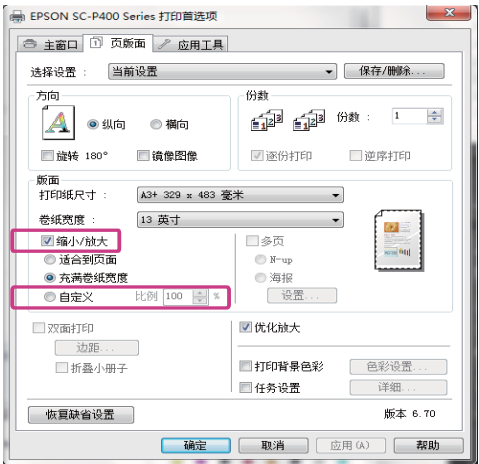 EPSON SC-P400 Series 打印首选项
主窗口 页版面 应用工具
选择设置 : 当前设置 保存/删除...
方向 份数
A 纵向 横向 份数 : 1
旋转 180° 镜像图像 逐份打印 逆序打印
版面
打印纸尺寸 : A3+ 329 x 483 毫米
卷纸宽度 : 13 英寸
缩小/放大 多页
适合到页面 N-up
充满卷纸宽度 海报
自定义 比例 100 % 设置...
双面打印 优化放大
边距...
折叠小册子 打印背景色彩 色彩设置...
任务设置 详细...
恢复缺省设置 版本 6.70
确定 取消 应用(A) 帮助